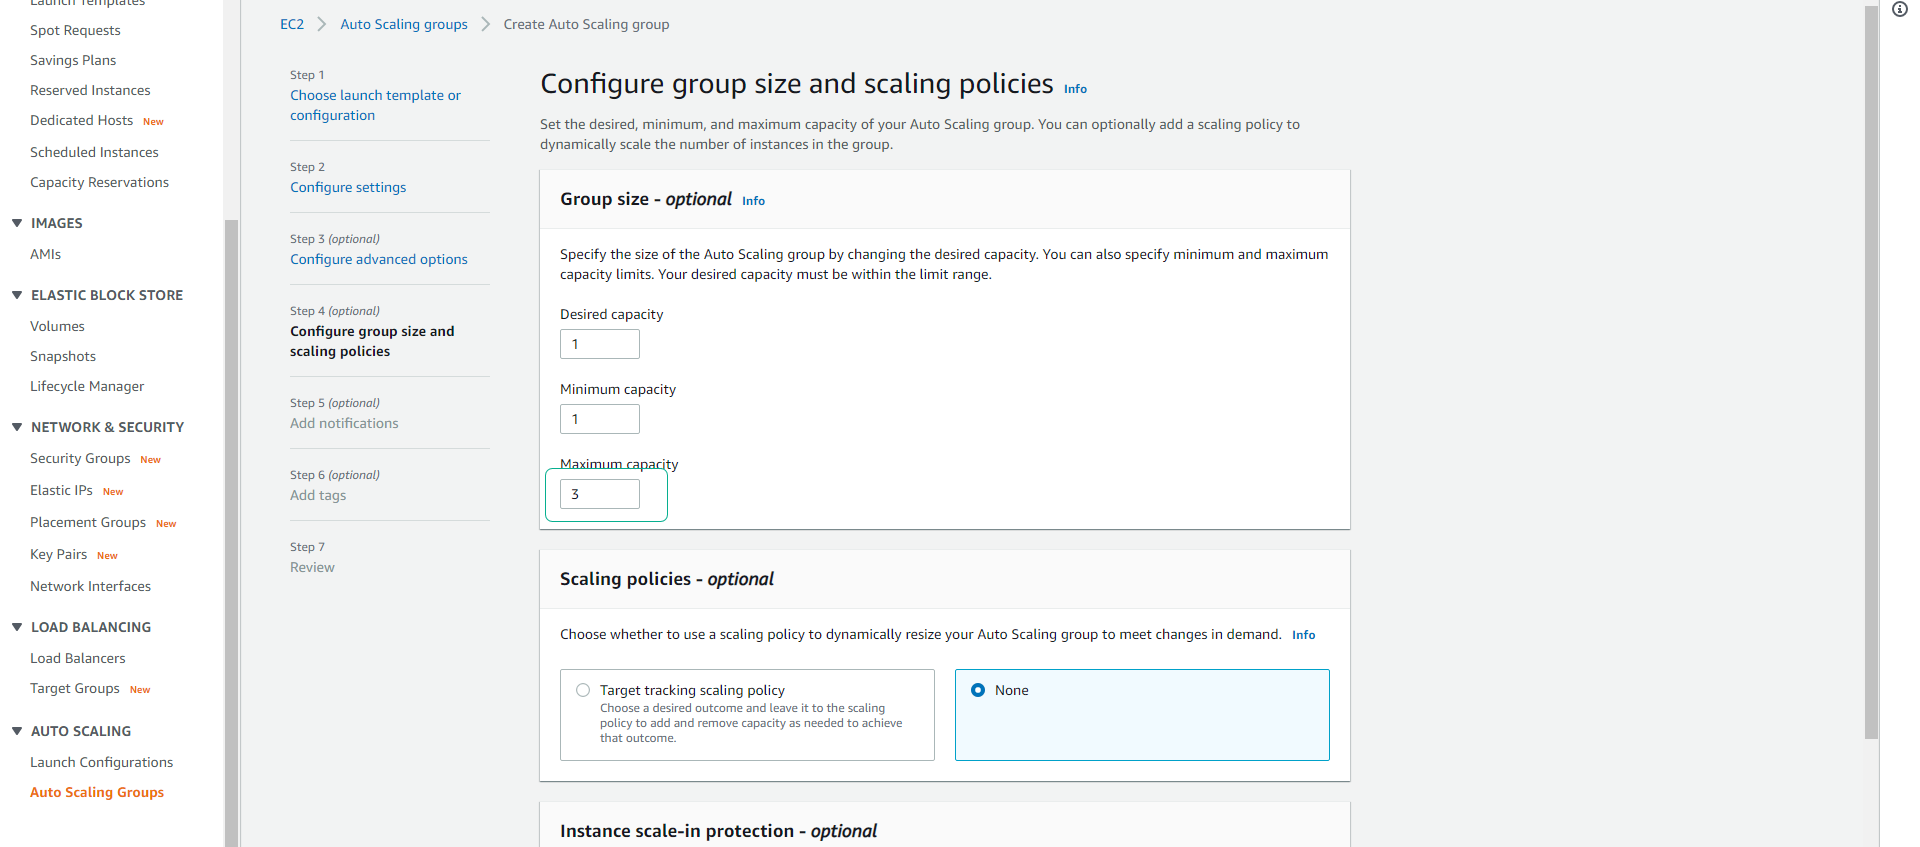 Launch Templates
Spot Requests
Savings Plans
Reserved Instances
Dedicated Hosts New
Scheduled Instances
Capacity Reservations
IMAGES
AMIs
ELASTIC BLOCK STORE
Volumes
Snapshots
Lifecycle Manager
NETWORK & SECURITY
Security Groups New
Elastic IPs New
Placement Groups New
Key Pairs New
Network Interfaces
LOAD BALANCING
Load Balancers
Target Groups New
AUTO SCALING
Launch Configurations
Auto Scaling Groups
EC2 > Auto Scaling groups > Create Auto Scaling group
Step 1
Choose launch template or
configuration
Step 2
Configure settings
Step 3 (optional)
Configure advanced options
Step 4 (optional)
Configure group size and
scaling policies
Step 5 (optional)
Add notifications
Step 6 (optional)
Add tags
Step 7
Review
Configure group size and scaling policies Info
Set the desired, minimum, and maximum capacity of your Auto Scaling group. You can optionally add a scaling policy to
dynamically scale the number of instances in the group.
Group size - optional Info
Specify the size of the Auto Scaling group by changing the desired capacity. You can also specify minimum and maximum
capacity limits. Your desired capacity must be within the limit range.
Desired capacity
1
Minimum capacity
1
Maximum capacity
3
Scaling policies - optional
Choose whether to use a scaling policy to dynamically resize your Auto Scaling group to meet changes in demand. Info
Target tracking scaling policy
Choose a desired outcome and leave it to the scaling
policy to add and remove capacity as needed to achieve
that outcome.
None
Instance scale-in protection - optional